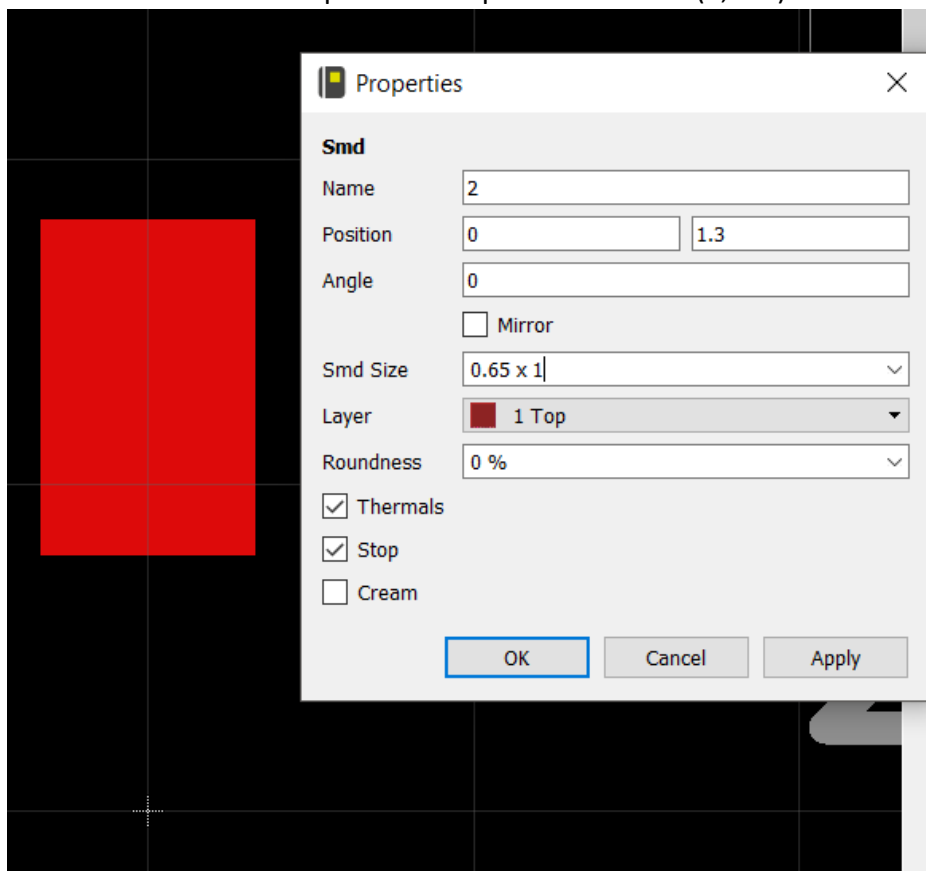 Properties
Smd
Name 2
Position 0 1.3
Angle 0
Mirror
Smd Size 0.65 x 1
Layer 1 Top
Roundness 0 %
Thermals
Stop
Cream
OK Cancel Apply